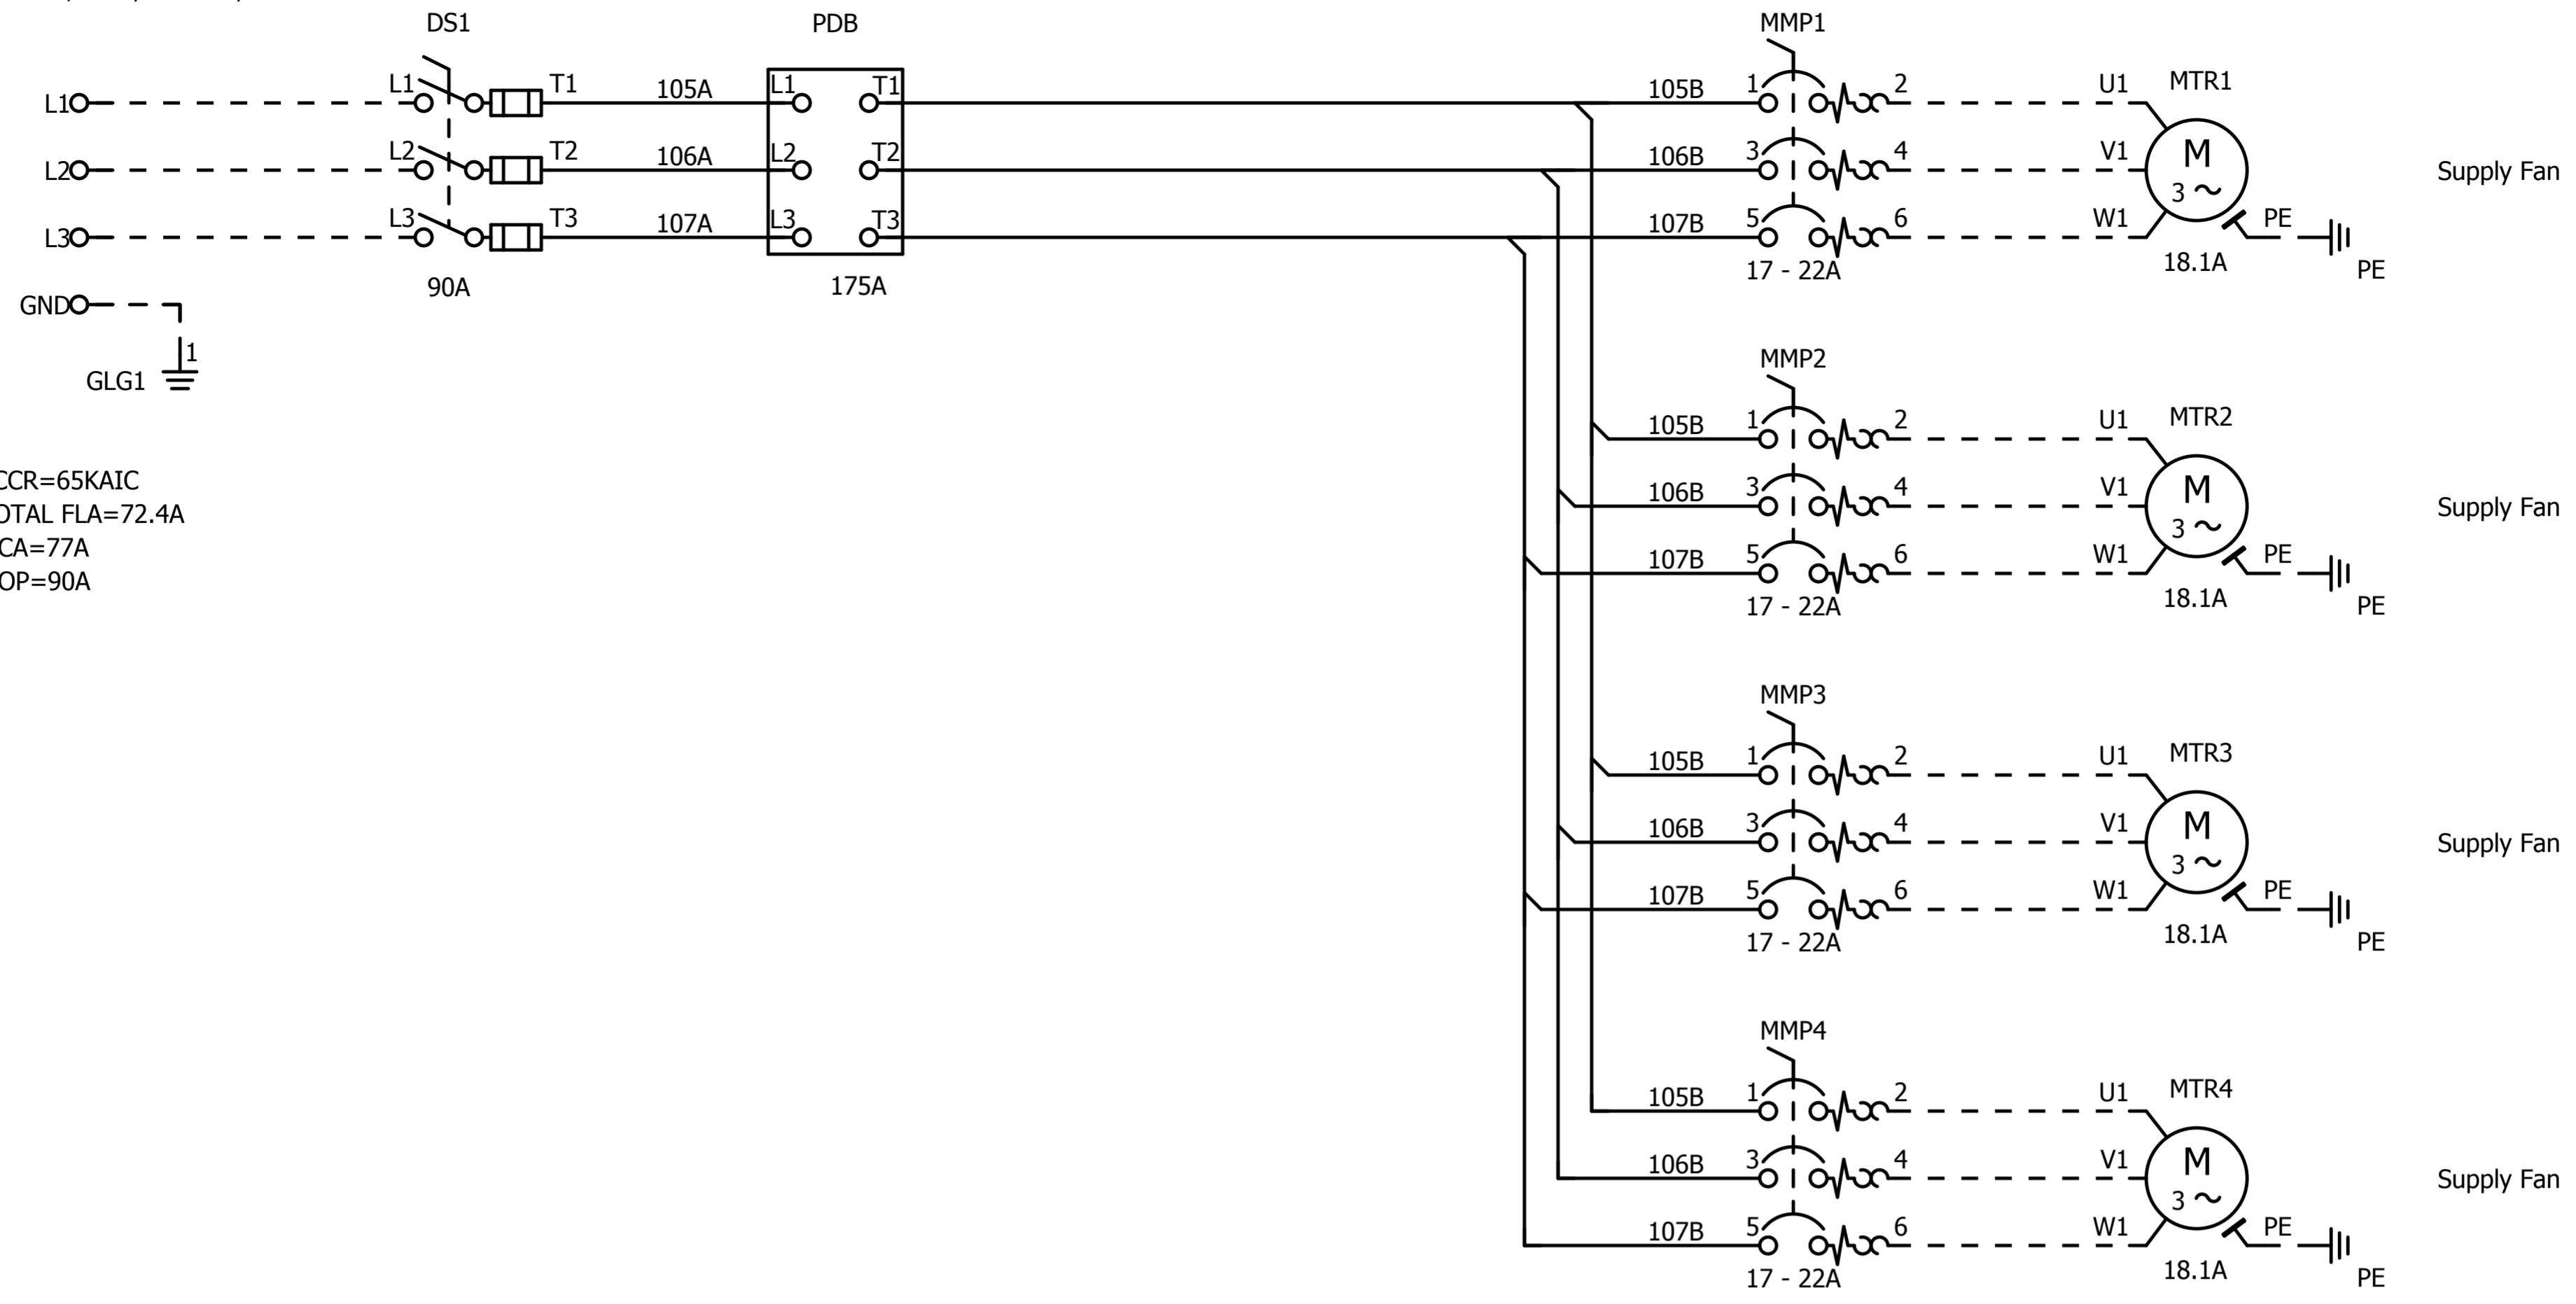 DS1
PDB
MMP1
L1
L1
T1
105A
L1
T1
105B
1
2
U1
MTR1
L2
L2
T2
106A
L2
T2
106B
3
4
V1
M
3
Supply Fan
L3
L3
T3
107A
L3
T3
107B
5
6
W1
PE
90A
175A
17 - 22A
18.1A
PE
GND
1
GLG1
MMP2
105B
1
2
U1
MTR2
106B
3
4
V1
M
3
Supply Fan
107B
5
6
W1
PE
17 - 22A
18.1A
PE
CCR=65KAIC
OTAL FLA=72.4A
CA=77A
OP=90A
MMP3
105B
1
2
U1
MTR3
106B
3
4
V1
M
3
Supply Fan
107B
5
6
W1
PE
17 - 22A
18.1A
PE
MMP4
105B
1
2
U1
MTR4
106B
3
4
V1
M
3
Supply Fan
107B
5
6
W1
PE
17 - 22A
18.1A
PE